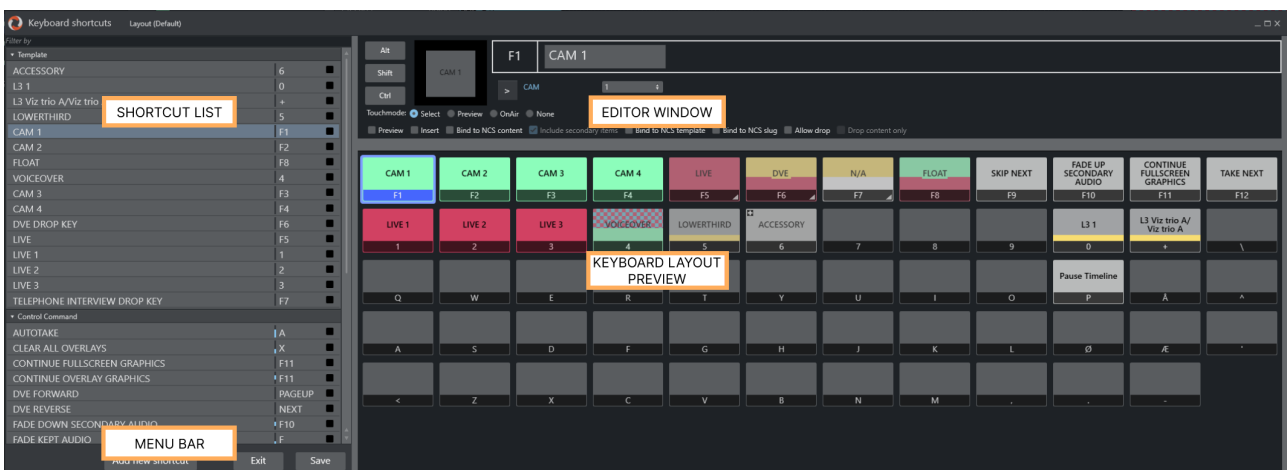 Keyboard shortcuts Layout (Default)
Filter by
Template
ACCESSORY 6
L3 1 0
L3 Viz trio A/Viz trio +
LOWERTHIRD 5
CAM 1 F1
CAM 2 F2
FLOAT F8
VOICEOVER 4
CAM 3 F3
CAM 4 F4
DVE DROP KEY F6
LIVE F5
LIVE 1 1
LIVE 2 2
LIVE 3 3
TELEPHONE INTERVIEW DROP KEY F7
Control Command
AUTOTAKE A
CLEAR ALL OVERLAYS X
CONTINUE FULLSCREEN GRAPHICS F11
CONTINUE OVERLAY GRAPHICS F11
DVE FORWARD PAGEUP
DVE REVERSE NEXT
FADE DOWN SECONDARY AUDIO F10
FADE KEPT AUDIO F
Add new shortcut Exit Save
SHORTCUT LIST
MENU BAR
Alt
Shift
Ctrl
CAM 1
F1 CAM 1
> CAM 1
EDITOR WINDOW
Touchmode: Select Preview OnAir None
Preview Insert Bind to NCS content Include secondary items Bind to NCS template Bind to NCS slug Allow drop Drop content only
CAM 1 CAM 2 CAM 3 CAM 4 LIVE DVE N/A FLOAT SKIP NEXT FADE UP SECONDARY AUDIO CONTINUE FULLSCREEN GRAPHICS TAKE NEXT
F1 F2 F3 F4 F5 F6 F7 F8 F9 F10 F11 F12
LIVE 1 LIVE 2 LIVE 3 VOICEOVER LOWERTHIRD ACCESSORY L3 1 L3 Viz trio A/ Viz trio A
1 2 3 4 5 6 7 8 9 0 + \
KEYBOARD LAYOUT
PREVIEW
Pause Timeline
Q W E R T Y U I O P Å ^
A S D F G H J K L Ø Æ '
< Z X C V B N M , . -